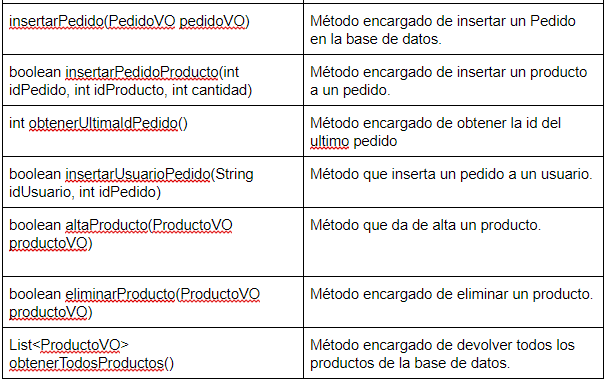 insertarPedido(PedidoVO pedidoVO)
Método encargado de insertar un Pedido
en la base de datos.
boolean insertarPedidoProducto(int
idPedido, int idProducto, int cantidad)
Método encargado de insertar un producto
a un pedido.
int obtenerUltimaIdPedido()
Método encargado de obtener la id del
ultimo pedido
boolean insertarUsuarioPedido(String
idUsuario, int idPedido)
Método que inserta un pedido a un usuario.
boolean altaProducto(ProductoVO
productoVO)
Método que da de alta un producto.
boolean eliminarProducto(ProductoVO
productoVO)
Método encargado de eliminar un producto.
List<ProductoVO>
obtenerTodosProductos()
Método encargado de devolver todos los
productos de la base de datos.